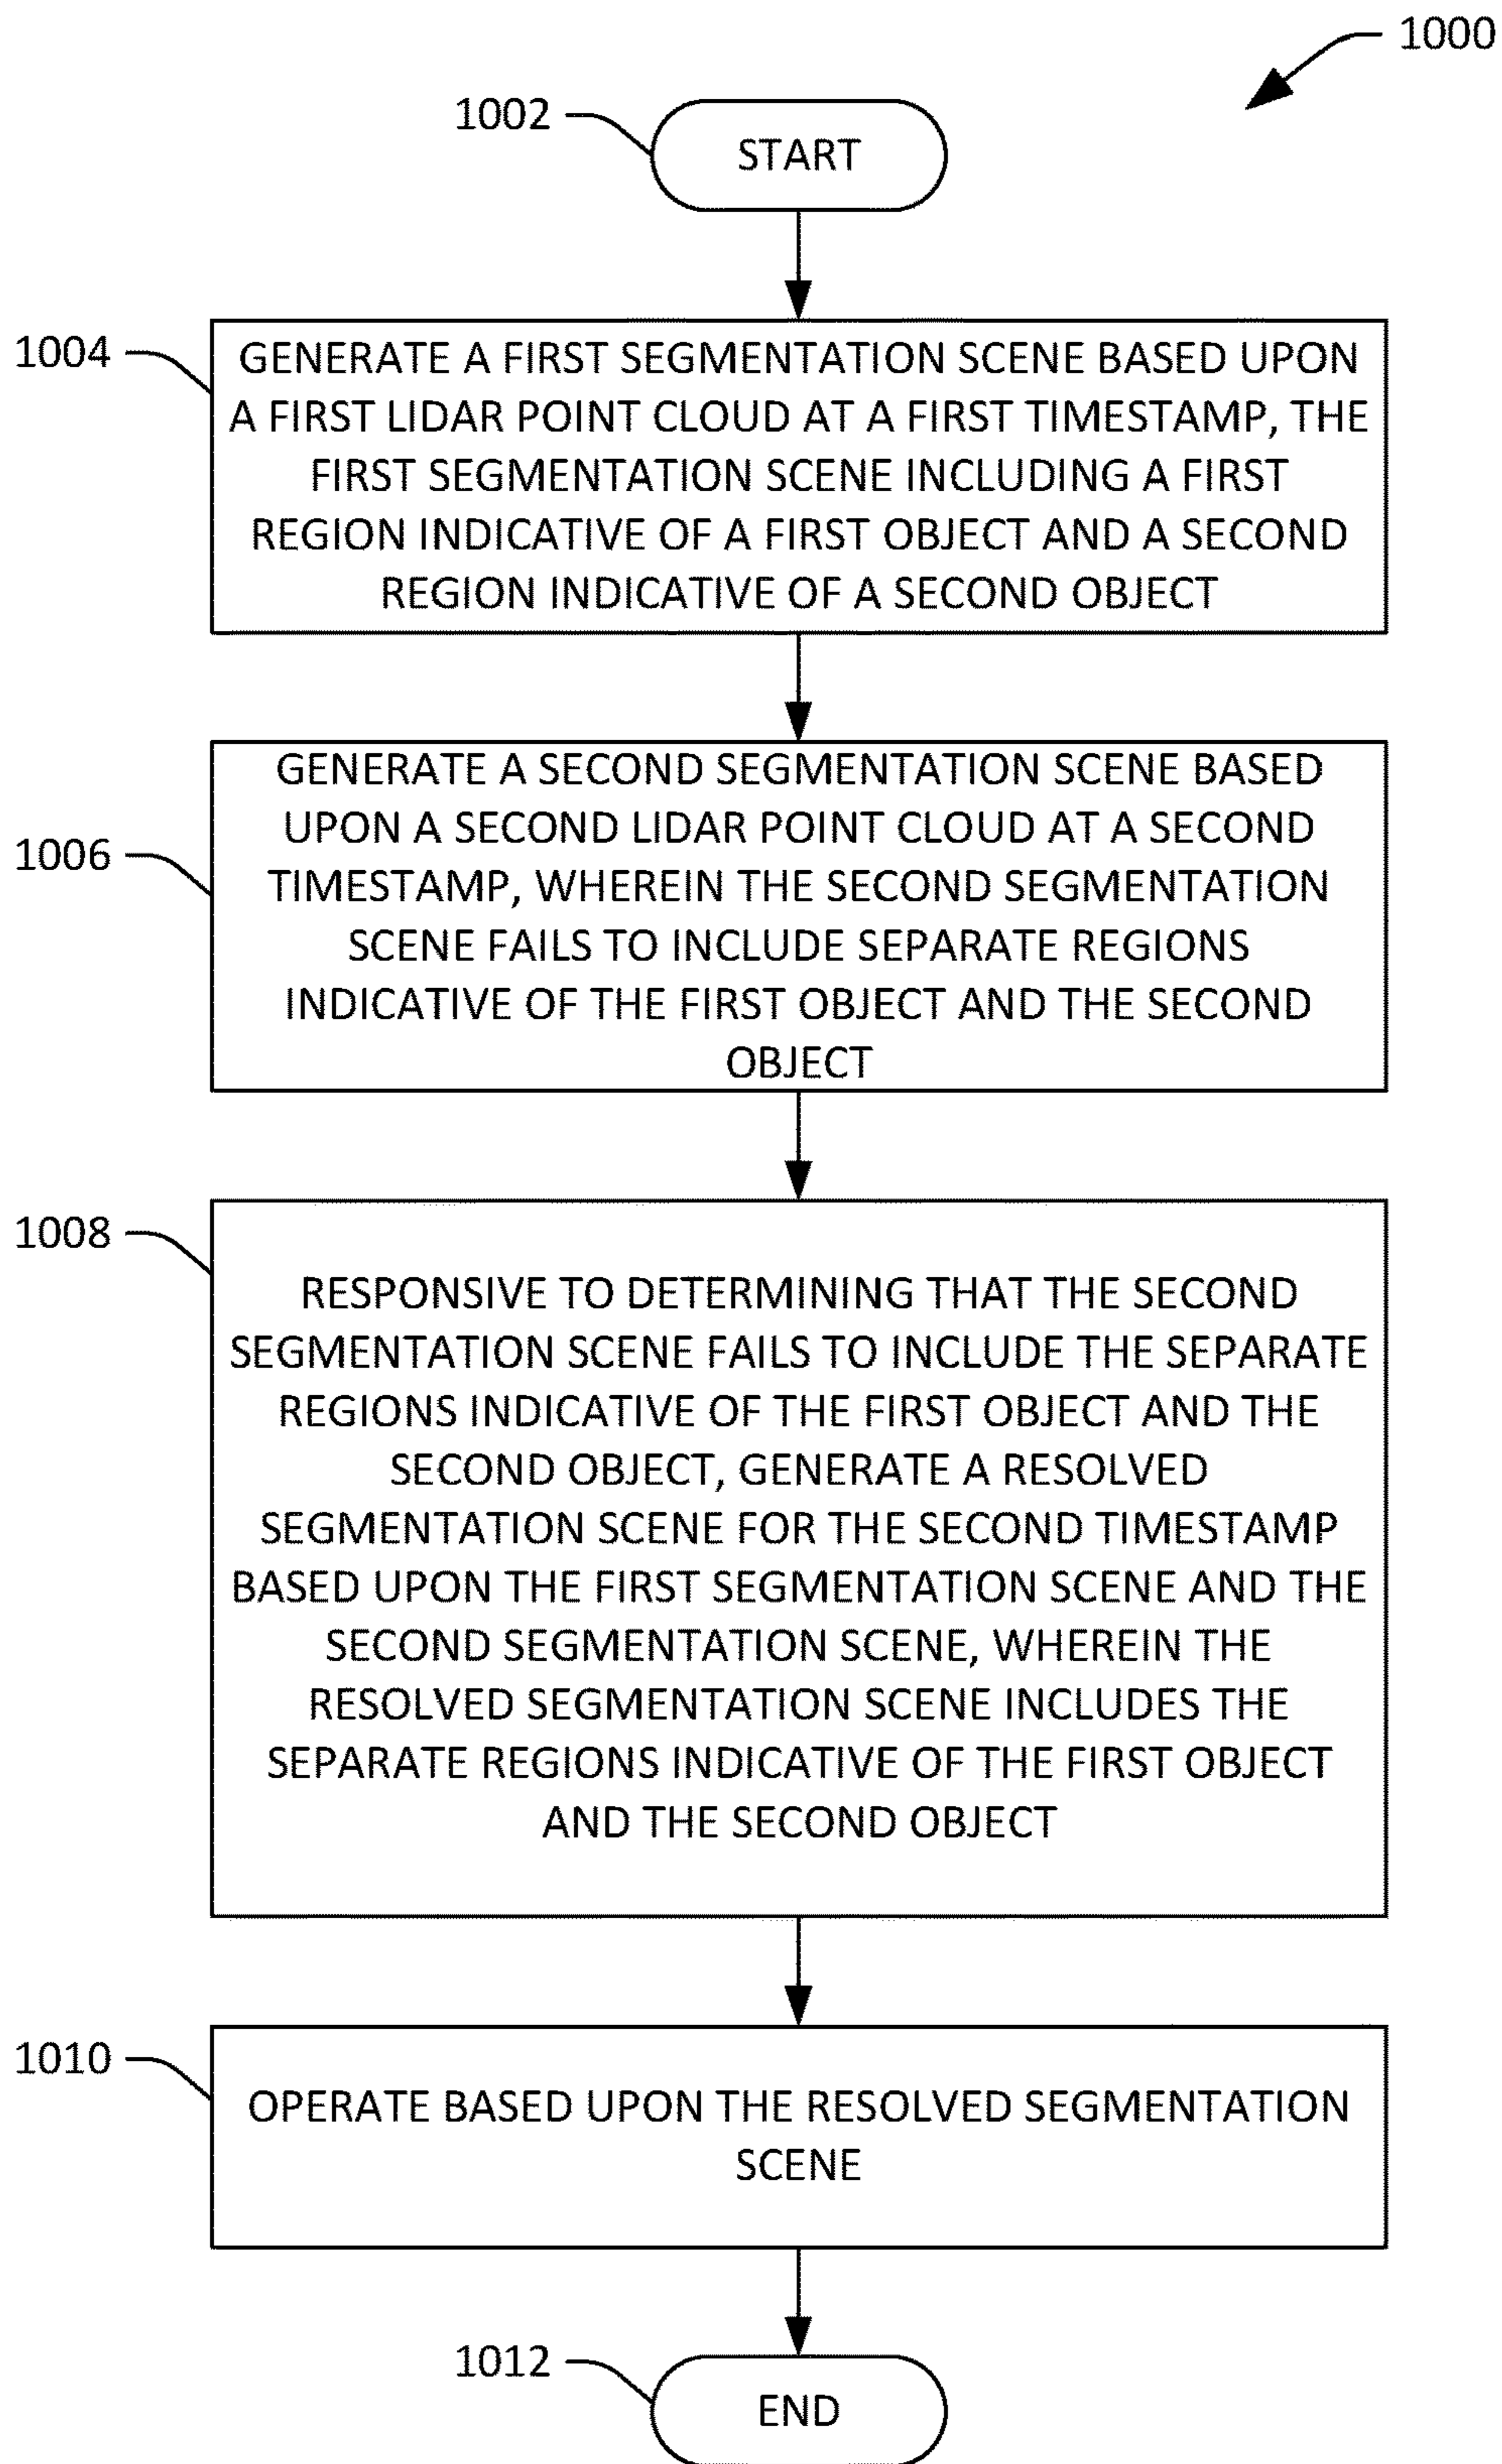 1000
1002
START
1004
GENERATE A FIRST SEGMENTATION SCENE BASED UPON
A FIRST LIDAR POINT CLOUD AT A FIRST TIMESTAMP, THE
FIRST SEGMENTATION SCENE INCLUDING A FIRST
REGION INDICATIVE OF A FIRST OBJECT AND A SECOND
REGION INDICATIVE OF A SECOND OBJECT
1006
GENERATE A SECOND SEGMENTATION SCENE BASED
UPON A SECOND LIDAR POINT CLOUD AT A SECOND
TIMESTAMP, WHEREIN THE SECOND SEGMENTATION
SCENE FAILS TO INCLUDE SEPARATE REGIONS
INDICATIVE OF THE FIRST OBJECT AND THE SECOND
OBJECT
1008
RESPONSIVE TO DETERMINING THAT THE SECOND
SEGMENTATION SCENE FAILS TO INCLUDE THE SEPARATE
REGIONS INDICATIVE OF THE FIRST OBJECT AND THE
SECOND OBJECT, GENERATE A RESOLVED
SEGMENTATION SCENE FOR THE SECOND TIMESTAMP
BASED UPON THE FIRST SEGMENTATION SCENE AND THE
SECOND SEGMENTATION SCENE, WHEREIN THE
RESOLVED SEGMENTATION SCENE INCLUDES THE
SEPARATE REGIONS INDICATIVE OF THE FIRST OBJECT
AND THE SECOND OBJECT
1010
OPERATE BASED UPON THE RESOLVED SEGMENTATION
SCENE
1012
END